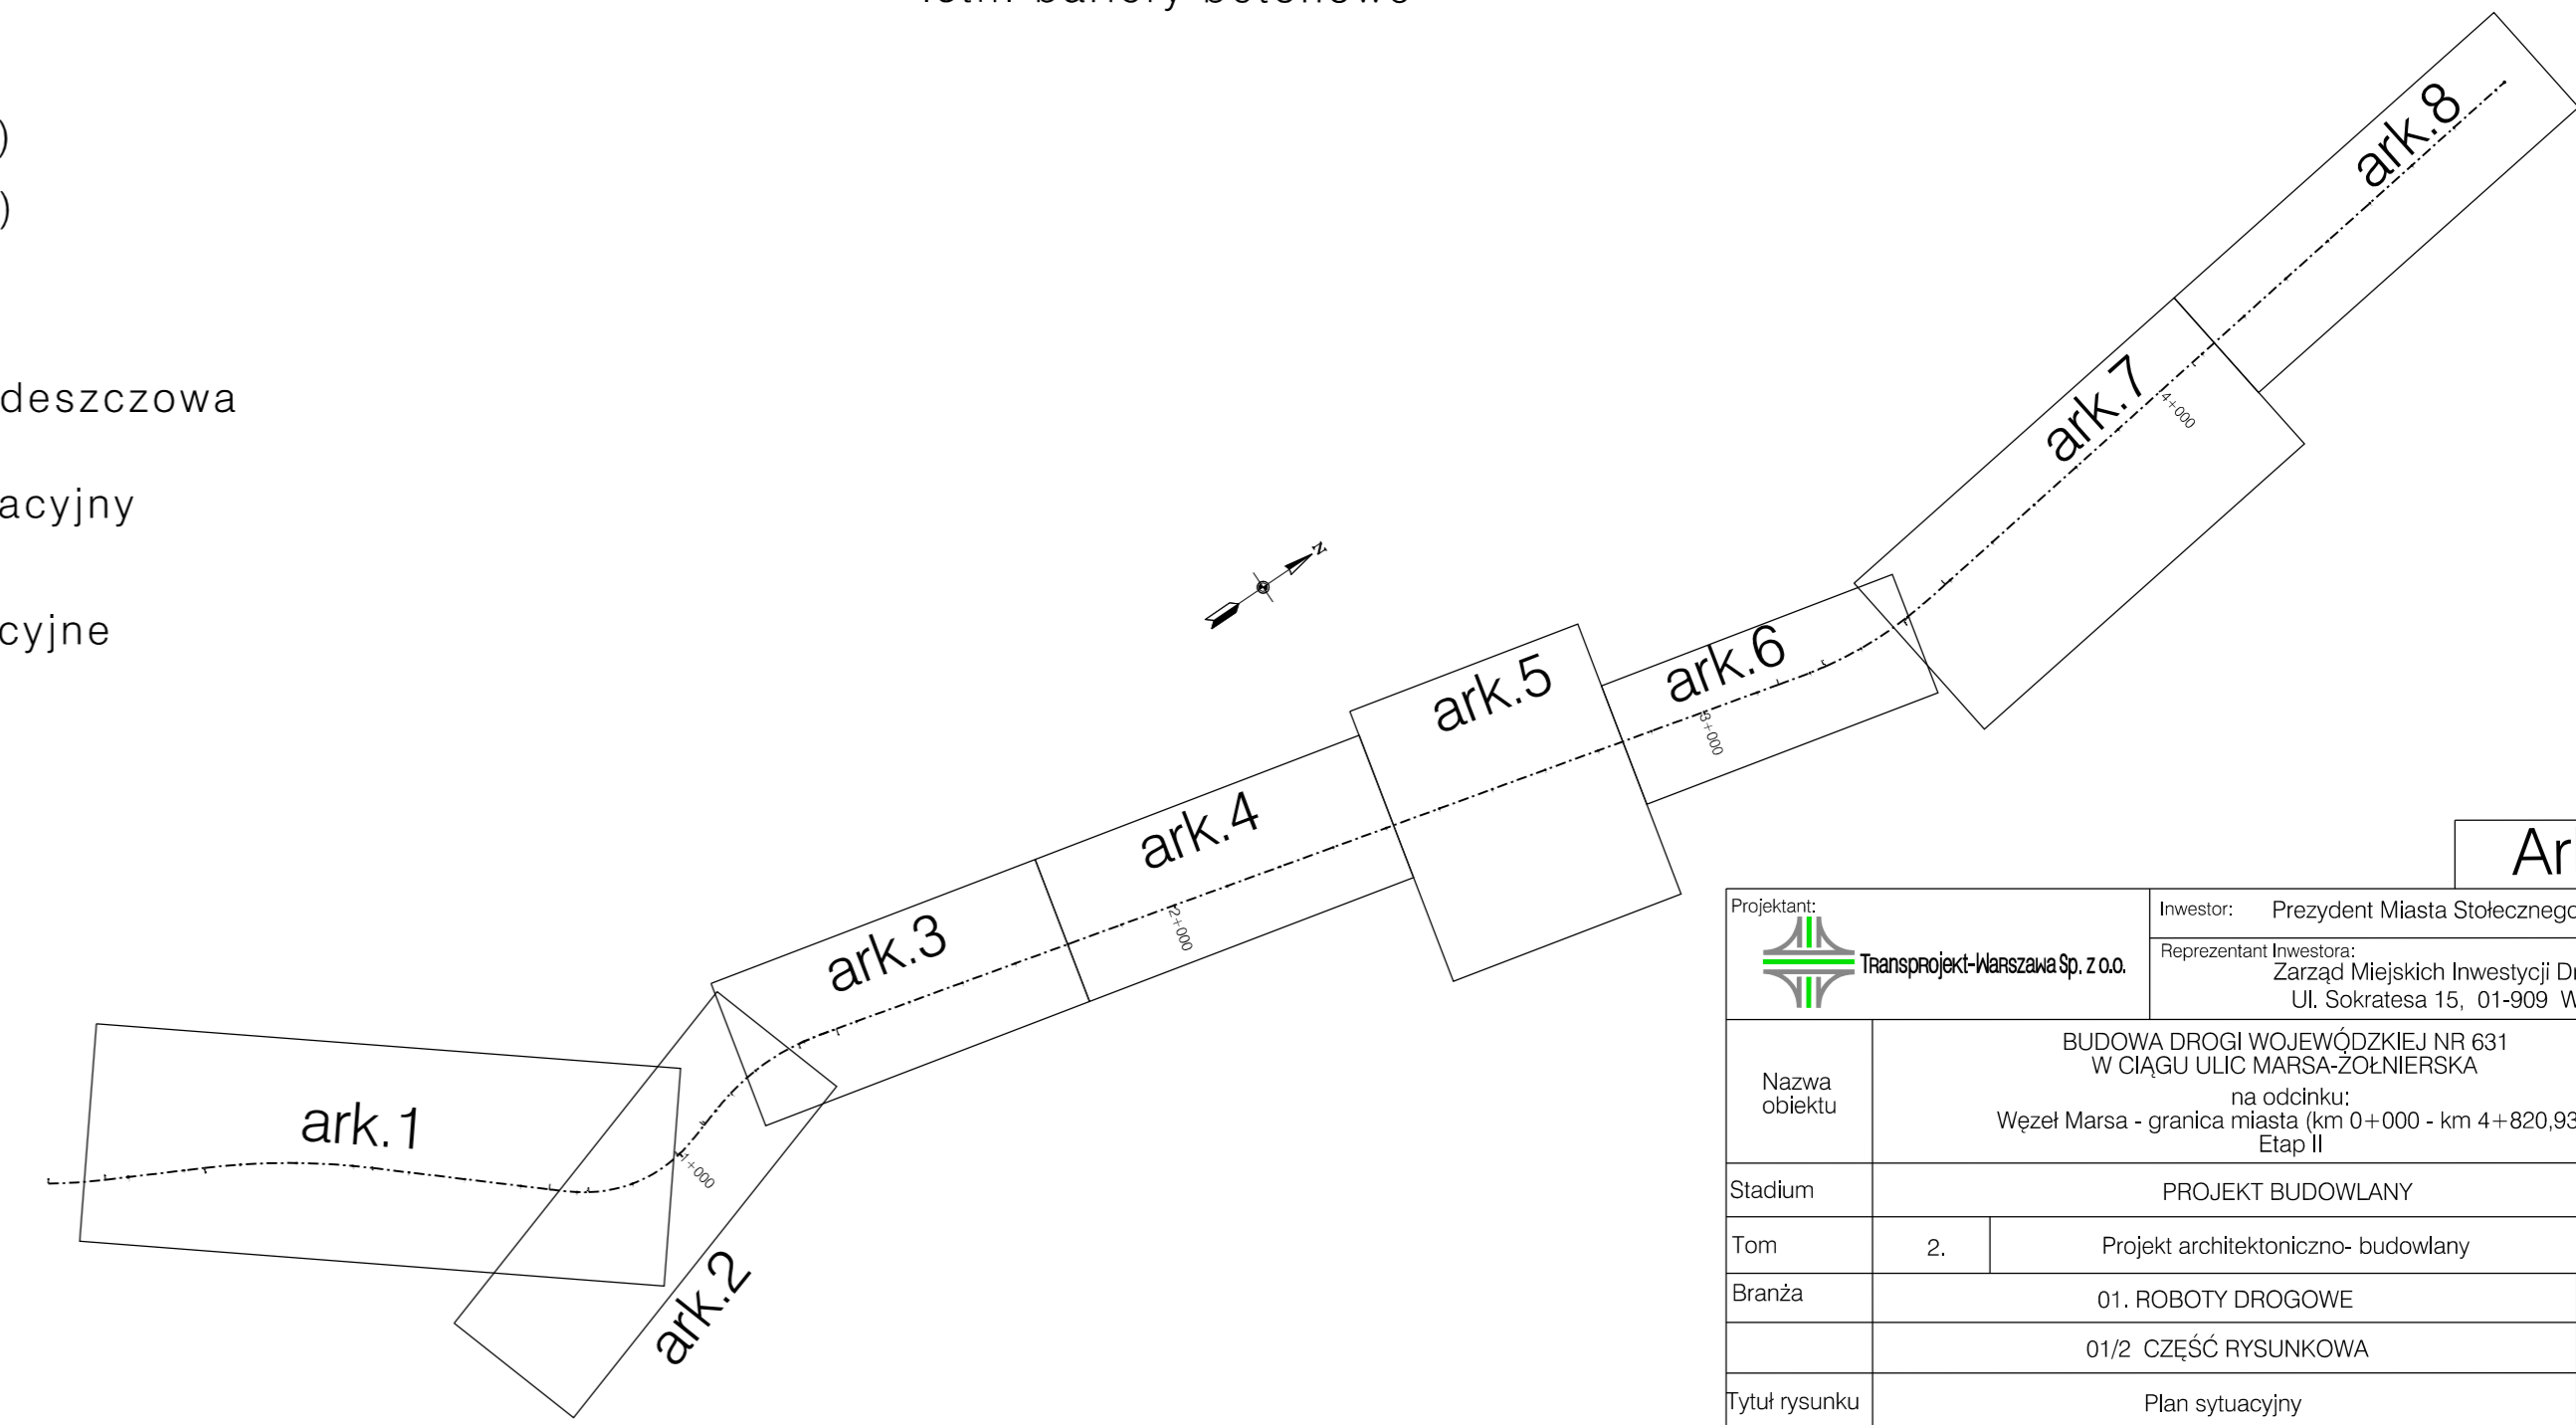 bariery betonowe
)
)
deszczowa
acyjny
cyjne
N
ark.8
ark.7
4+000
ark.6
3+000
ark.5
ark.4
2+000
ark.3
ark.1
1+000
ark.2
Ar
Projektant:
Transprojekt-Warszawa Sp. z o.o.
Inwestor: Prezydent Miasta Stołecznego
Reprezentant Inwestora:
Zarząd Miejskich Inwestycji Dr
Ul. Sokratesa 15, 01-909 W
Nazwa
obiektu
BUDOWA DROGI WOJEWÓDZKIEJ NR 631
W CIĄGU ULIC MARSA-ŻOŁNIERSKA
na odcinku:
Węzeł Marsa - granica miasta (km 0+000 - km 4+820,93
Etap II
Stadium
PROJEKT BUDOWLANY
Tom
2.
Projekt architektoniczno- budowlany
Branża
01. ROBOTY DROGOWE
01/2 CZĘŚĆ RYSUNKOWA
Tytuł rysunku
Plan sytuacyjny